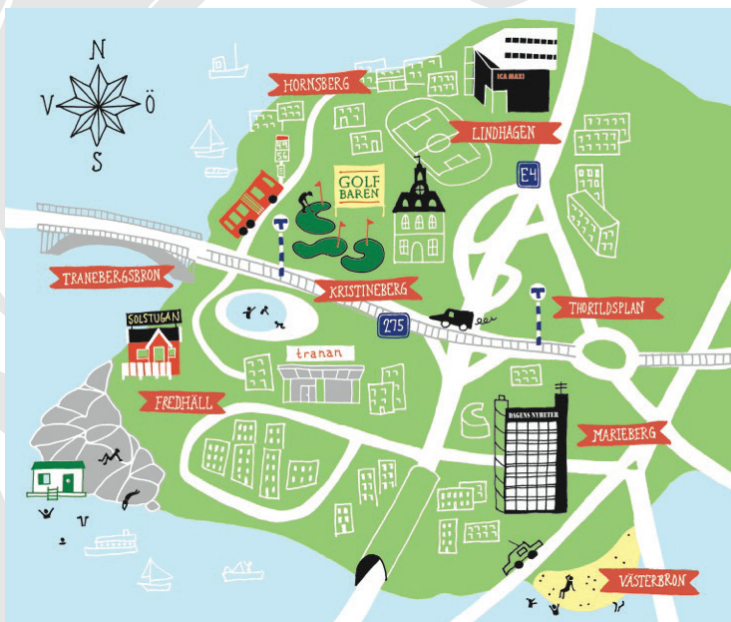 N
V Ö
S
HORNSBERG
ICA MAXI
LINDHAGEN
E4
GOLF
BAREN
T
TRANEBERGSBRON
KRISTINEBERG
T
THORILDSPLAN
275
SOLSTUGAN
tranan
FREDHÄLL
DAGENS NYHETER
MARIEBERG
VÄSTERBRON